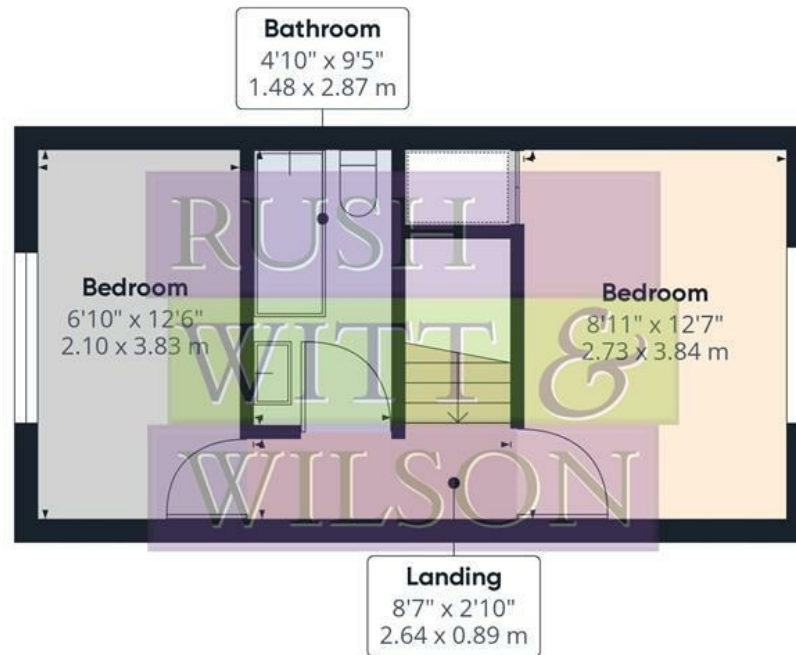 Bathroom
4'10" x 9'5"
1.48 x 2.87 m
RUSH
Bedroom
6'10" x 12'6"
2.10 x 3.83 m
Bedroom
8'11" x 12'7"
2.73 x 3.84 m
WITT &
WILSON
Landing
8'7" x 2'10"
2.64 x 0.89 m